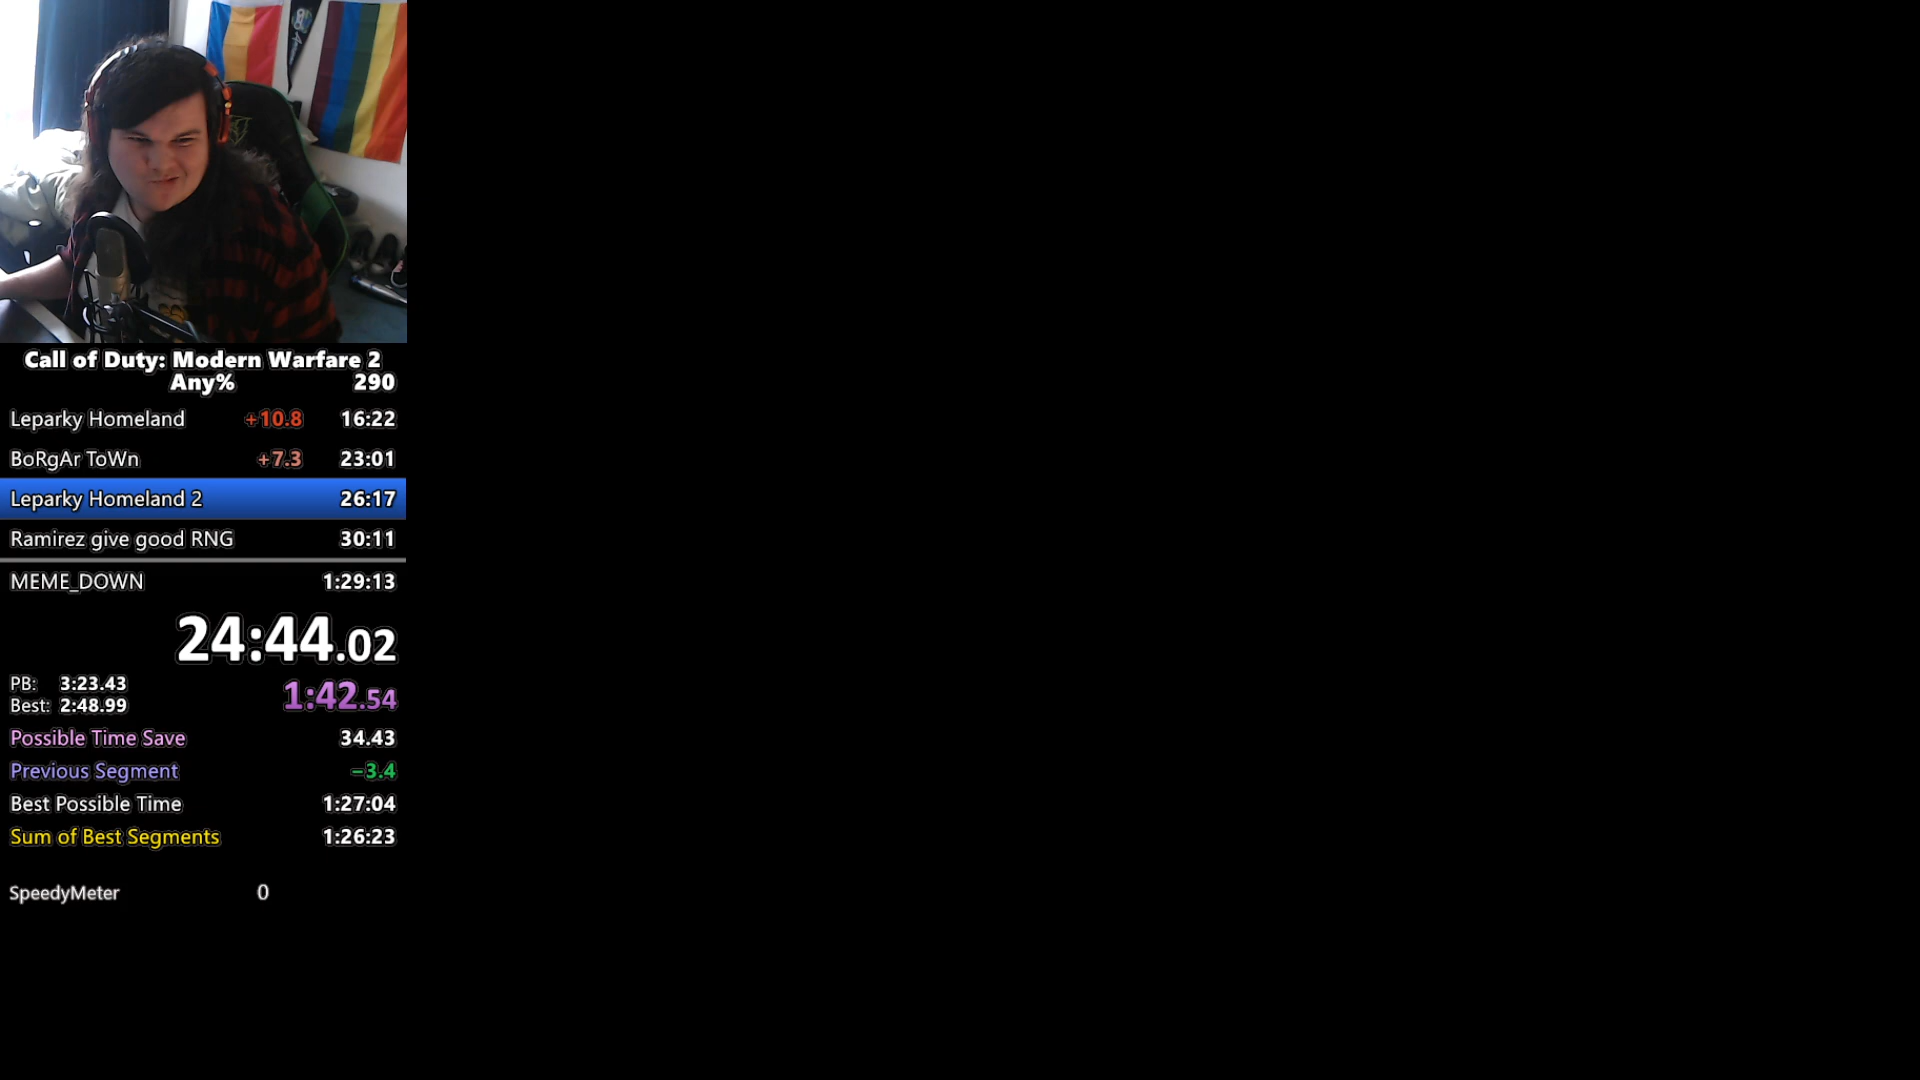 Call of Duty: Modern Warfare 2
Any% 290
Leparky Homeland +10.8 16:22
BoRgAr ToWn +7.3 23:01
Leparky Homeland 2 26:17
Ramirez give good RNG 30:11
MEME_DOWN 1:29:13
24:44.02
PB: 3:23.43 1:42.54
Best: 2:48.99
Possible Time Save 34.43
Previous Segment −3.4
Best Possible Time 1:27:04
Sum of Best Segments 1:26:23
SpeedyMeter 0